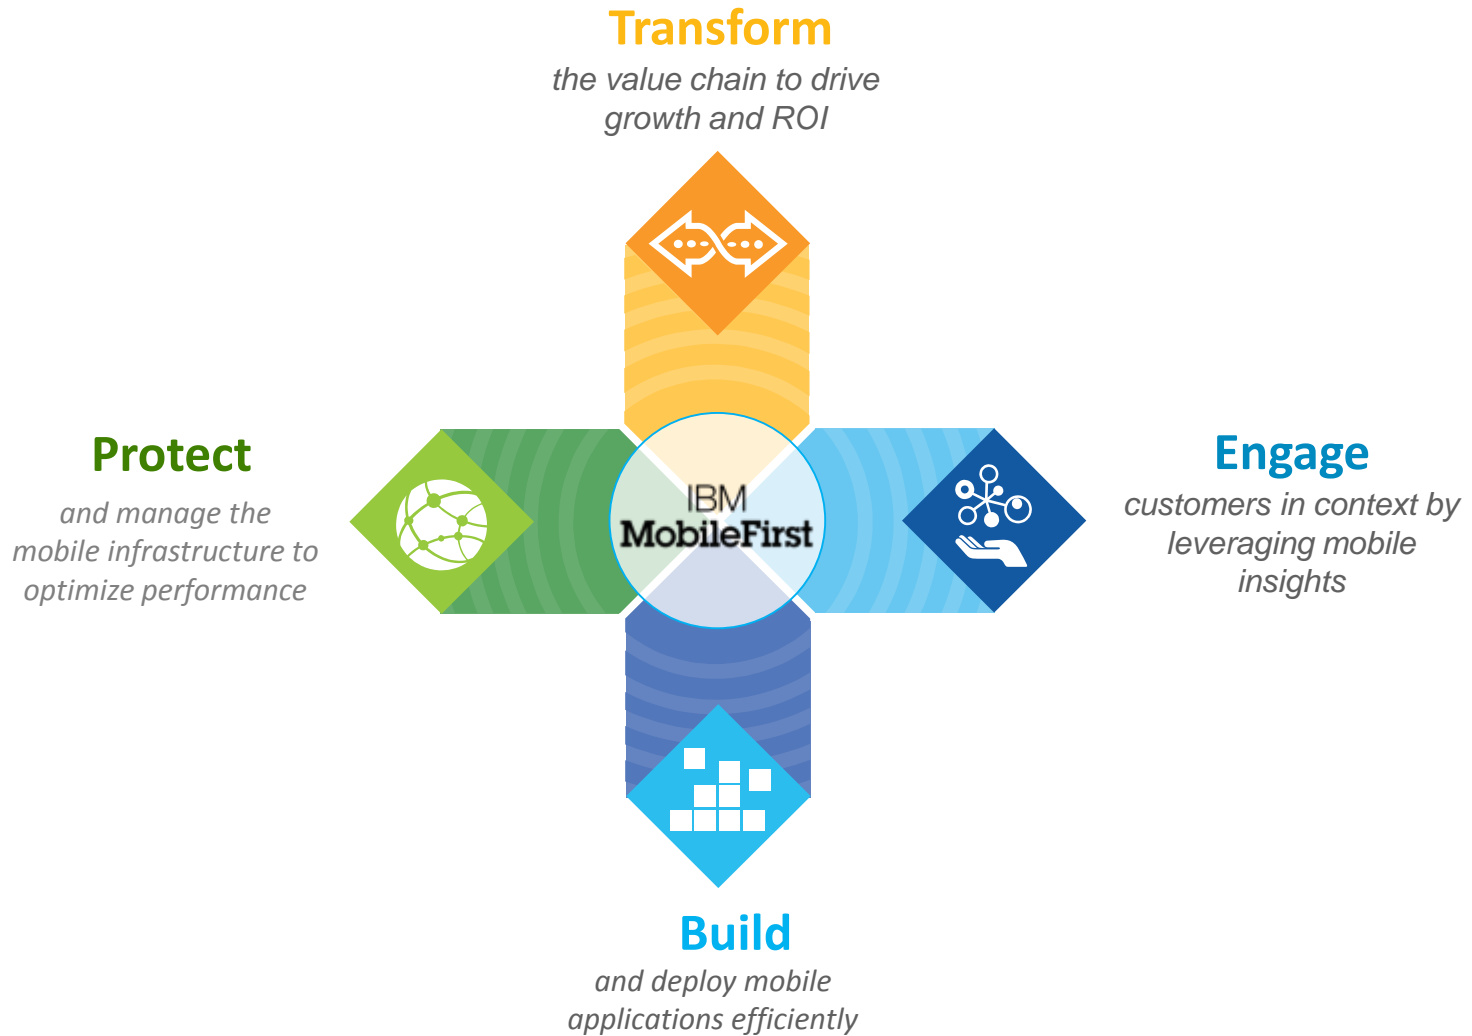 Transform
the value chain to drive
growth and ROI
Protect
and manage the
mobile infrastructure to
optimize performance
IBM
MobileFirst
Engage
customers in context by
leveraging mobile
insights
Build
and deploy mobile
applications efficiently